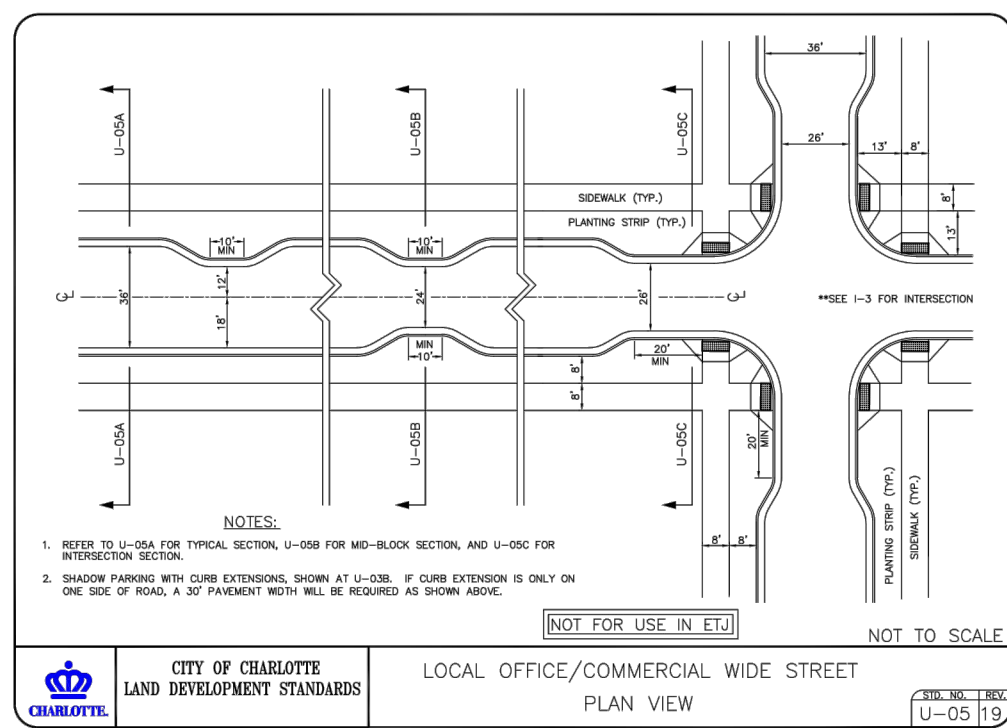 36'
U-05A
U-05B
U-05C
26'
13'
8'
SIDEWALK (TYP.)
8'
PLANTING STRIP (TYP.)
13'
10'
MIN
10'
MIN
12'
℄
36'
24'
26'
℄
**SEE I-3 FOR INTERSECTION
18'
MIN
10'
20'
MIN
8'
8'
U-05A
U-05B
U-05C
20'
MIN
PLANTING STRIP (TYP.)
SIDEWALK (TYP.)
8'
8'
NOTES:
1. REFER TO U-05A FOR TYPICAL SECTION, U-05B FOR MID-BLOCK SECTION, AND U-05C FOR
INTERSECTION SECTION.
2. SHADOW PARKING WITH CURB EXTENSIONS, SHOWN AT U-03B. IF CURB EXTENSION IS ONLY ON
ONE SIDE OF ROAD, A 30' PAVEMENT WIDTH WILL BE REQUIRED AS SHOWN ABOVE.
NOT FOR USE IN ETJ
NOT TO SCALE
CHARLOTTE.
CITY OF CHARLOTTE
LAND DEVELOPMENT STANDARDS
LOCAL OFFICE/COMMERCIAL WIDE STREET
PLAN VIEW
STD. NO. REV.
U-05 19